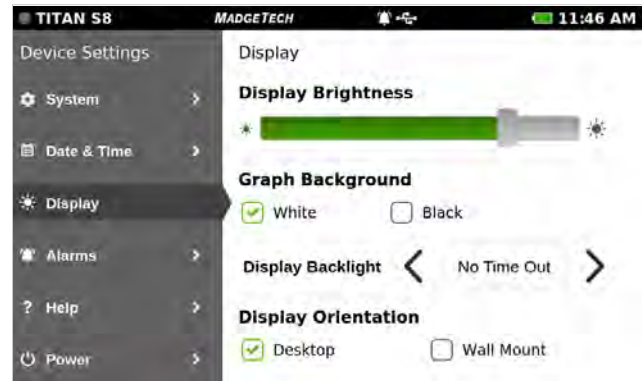 TITAN S8 MADGETECH 11:46 AM
Device Settings
System
Date & Time
Display
Alarms
? Help
Power
Display
Display Brightness
Graph Background
White Black
Display Backlight No Time Out
Display Orientation
Desktop Wall Mount